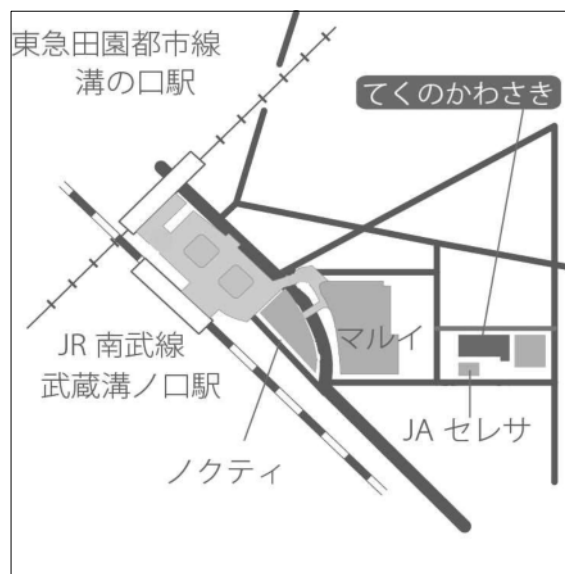 東急田園都市線
溝の口駅
てくのかわさき
マルイ
JR 南武線
武蔵溝ノ口駅
JA セレサ
ノクティ